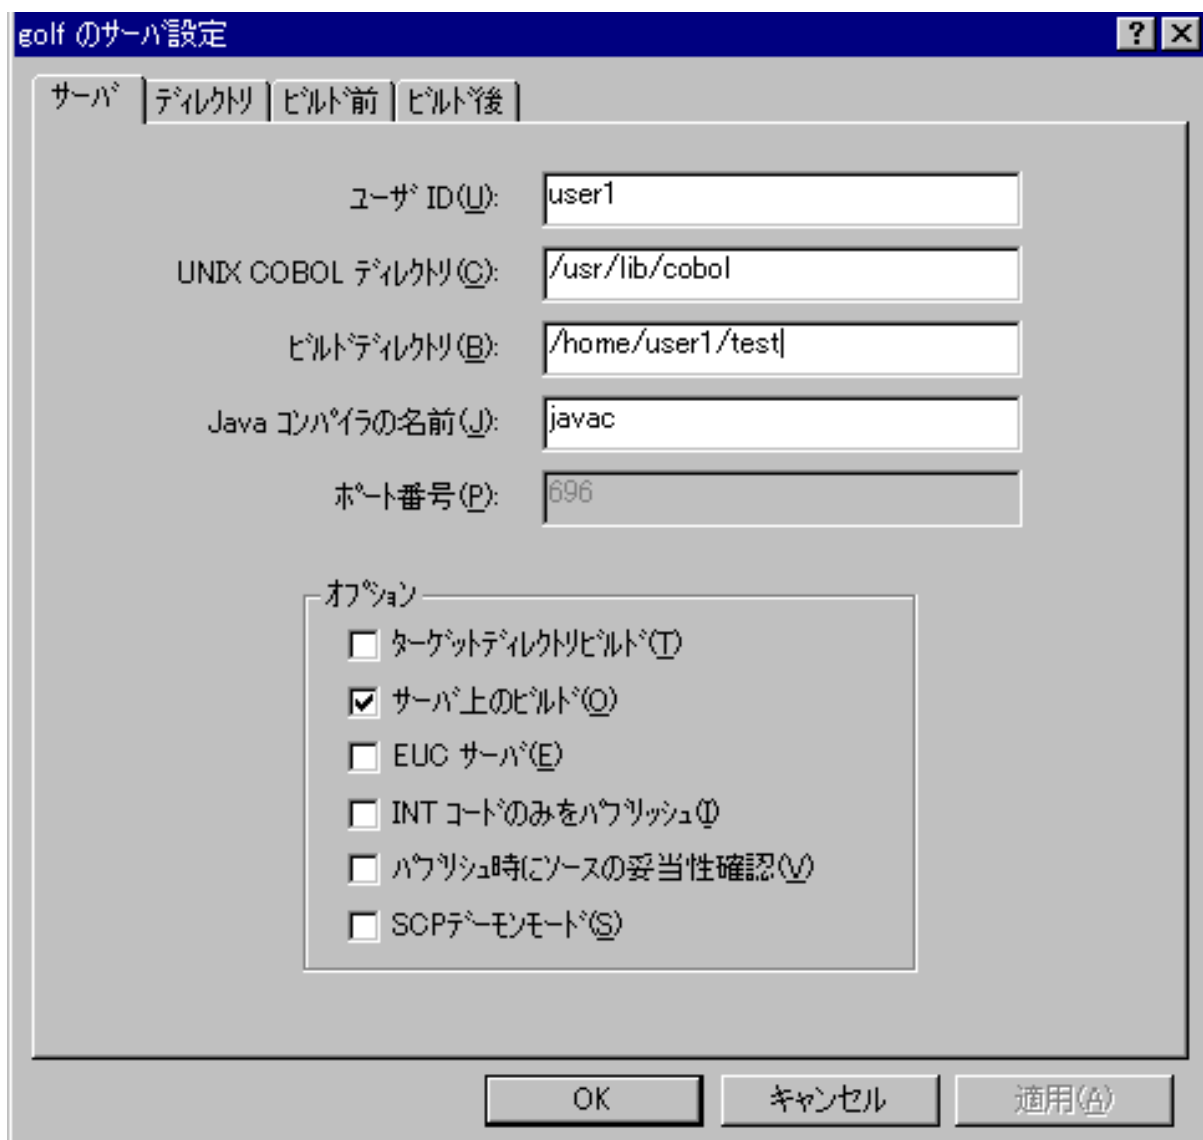 golf のサーバ設定
サーバ ディレクトリ ビルド前 ビルド後
ユーザ ID(U): user1
UNIX COBOL ディレクトリ(C): /usr/lib/cobol
ビルドディレクトリ(B): /home/user1/test
Java コンパイラの名前(J): javac
ポート番号(P): 696
オプション
ターゲットディレクトリビルド(T)
サーバ上のビルド(O)
EUC サーバ(E)
INT コードのみをパブリッシュ(I)
パブリシュ時にソースの妥当性確認(V)
SCPデーモンモード(S)
OK キャンセル 適用(A)